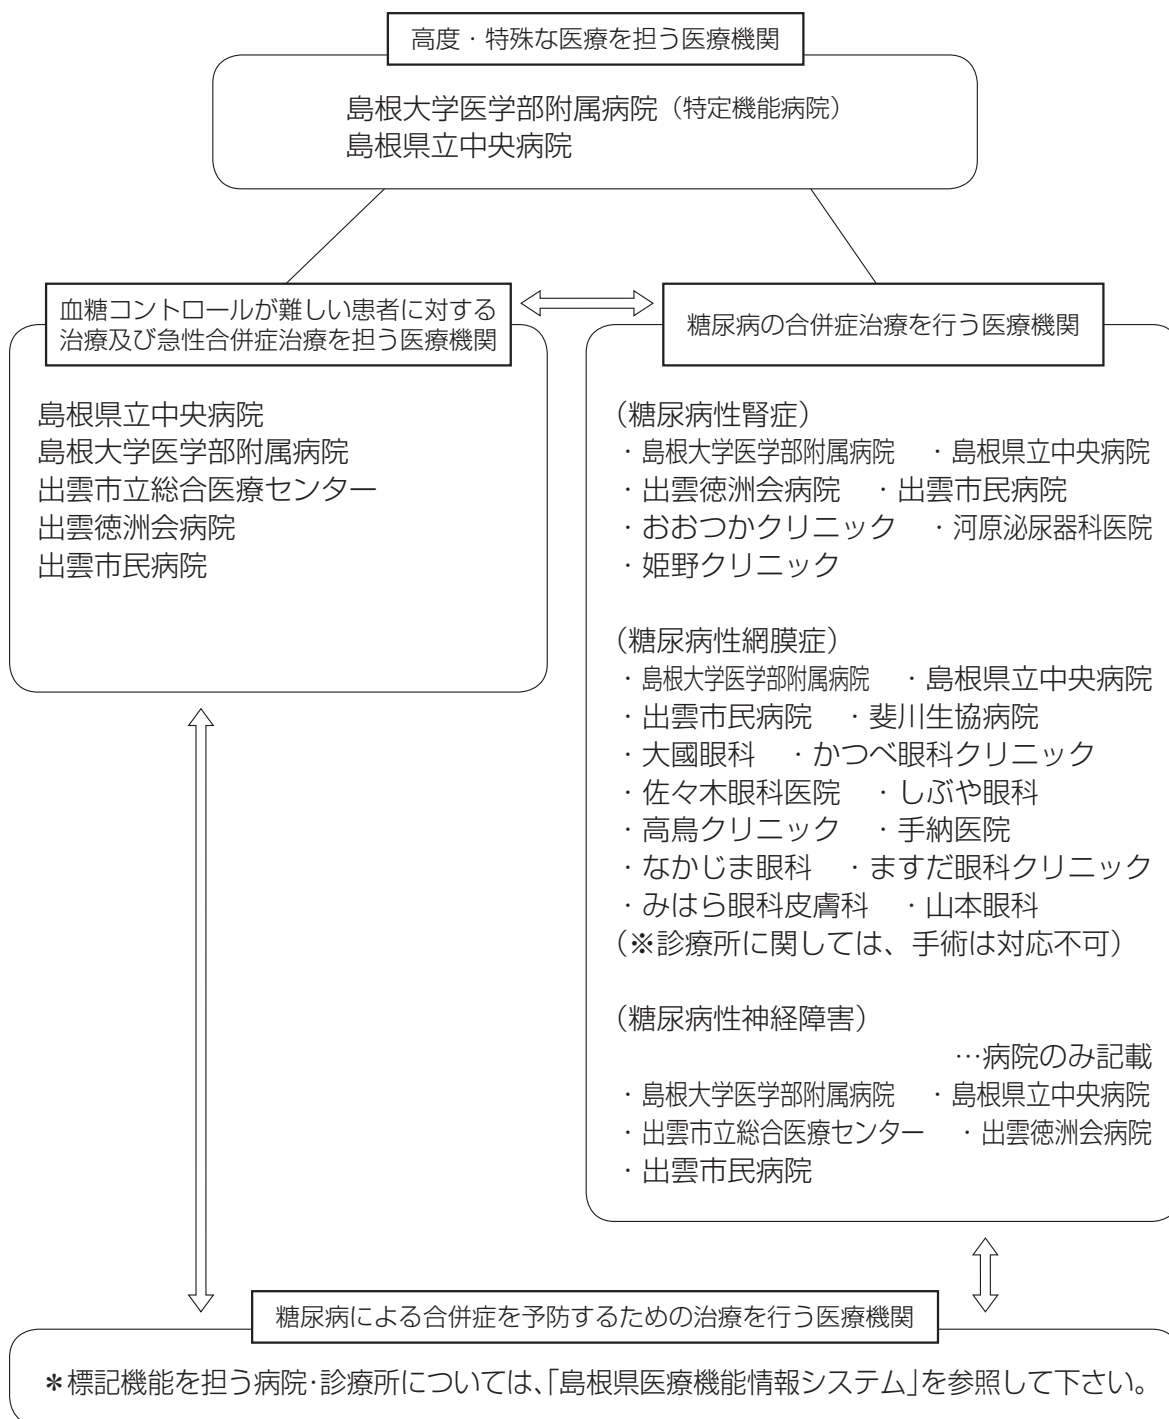 高度・特殊な医療を担う医療機関
島根大学医学部附属病院（特定機能病院）
島根県立中央病院
血糖コントロールが難しい患者に対する
治療及び急性合併症治療を担う医療機関
島根県立中央病院
島根大学医学部附属病院
出雲市立総合医療センター
出雲徳洲会病院
出雲市民病院
糖尿病の合併症治療を行う医療機関
（糖尿病性腎症）
・島根大学医学部附属病院　・島根県立中央病院
・出雲徳洲会病院　・出雲市民病院
・おおつかクリニック　・河原泌尿器科医院
・姫野クリニック
（糖尿病性網膜症）
・島根大学医学部附属病院　・島根県立中央病院
・出雲市民病院　・斐川生協病院
・大國眼科　・かつべ眼科クリニック
・佐々木眼科医院　・しぶや眼科
・高鳥クリニック　・手納医院
・なかじま眼科　・ますだ眼科クリニック
・みはら眼科皮膚科　・山本眼科
（※診療所に関しては、手術は対応不可）
（糖尿病性神経障害）
…病院のみ記載
・島根大学医学部附属病院　・島根県立中央病院
・出雲市立総合医療センター　・出雲徳洲会病院
・出雲市民病院
糖尿病による合併症を予防するための治療を行う医療機関
＊標記機能を担う病院・診療所については、「島根県医療機能情報システム」を参照して下さい。